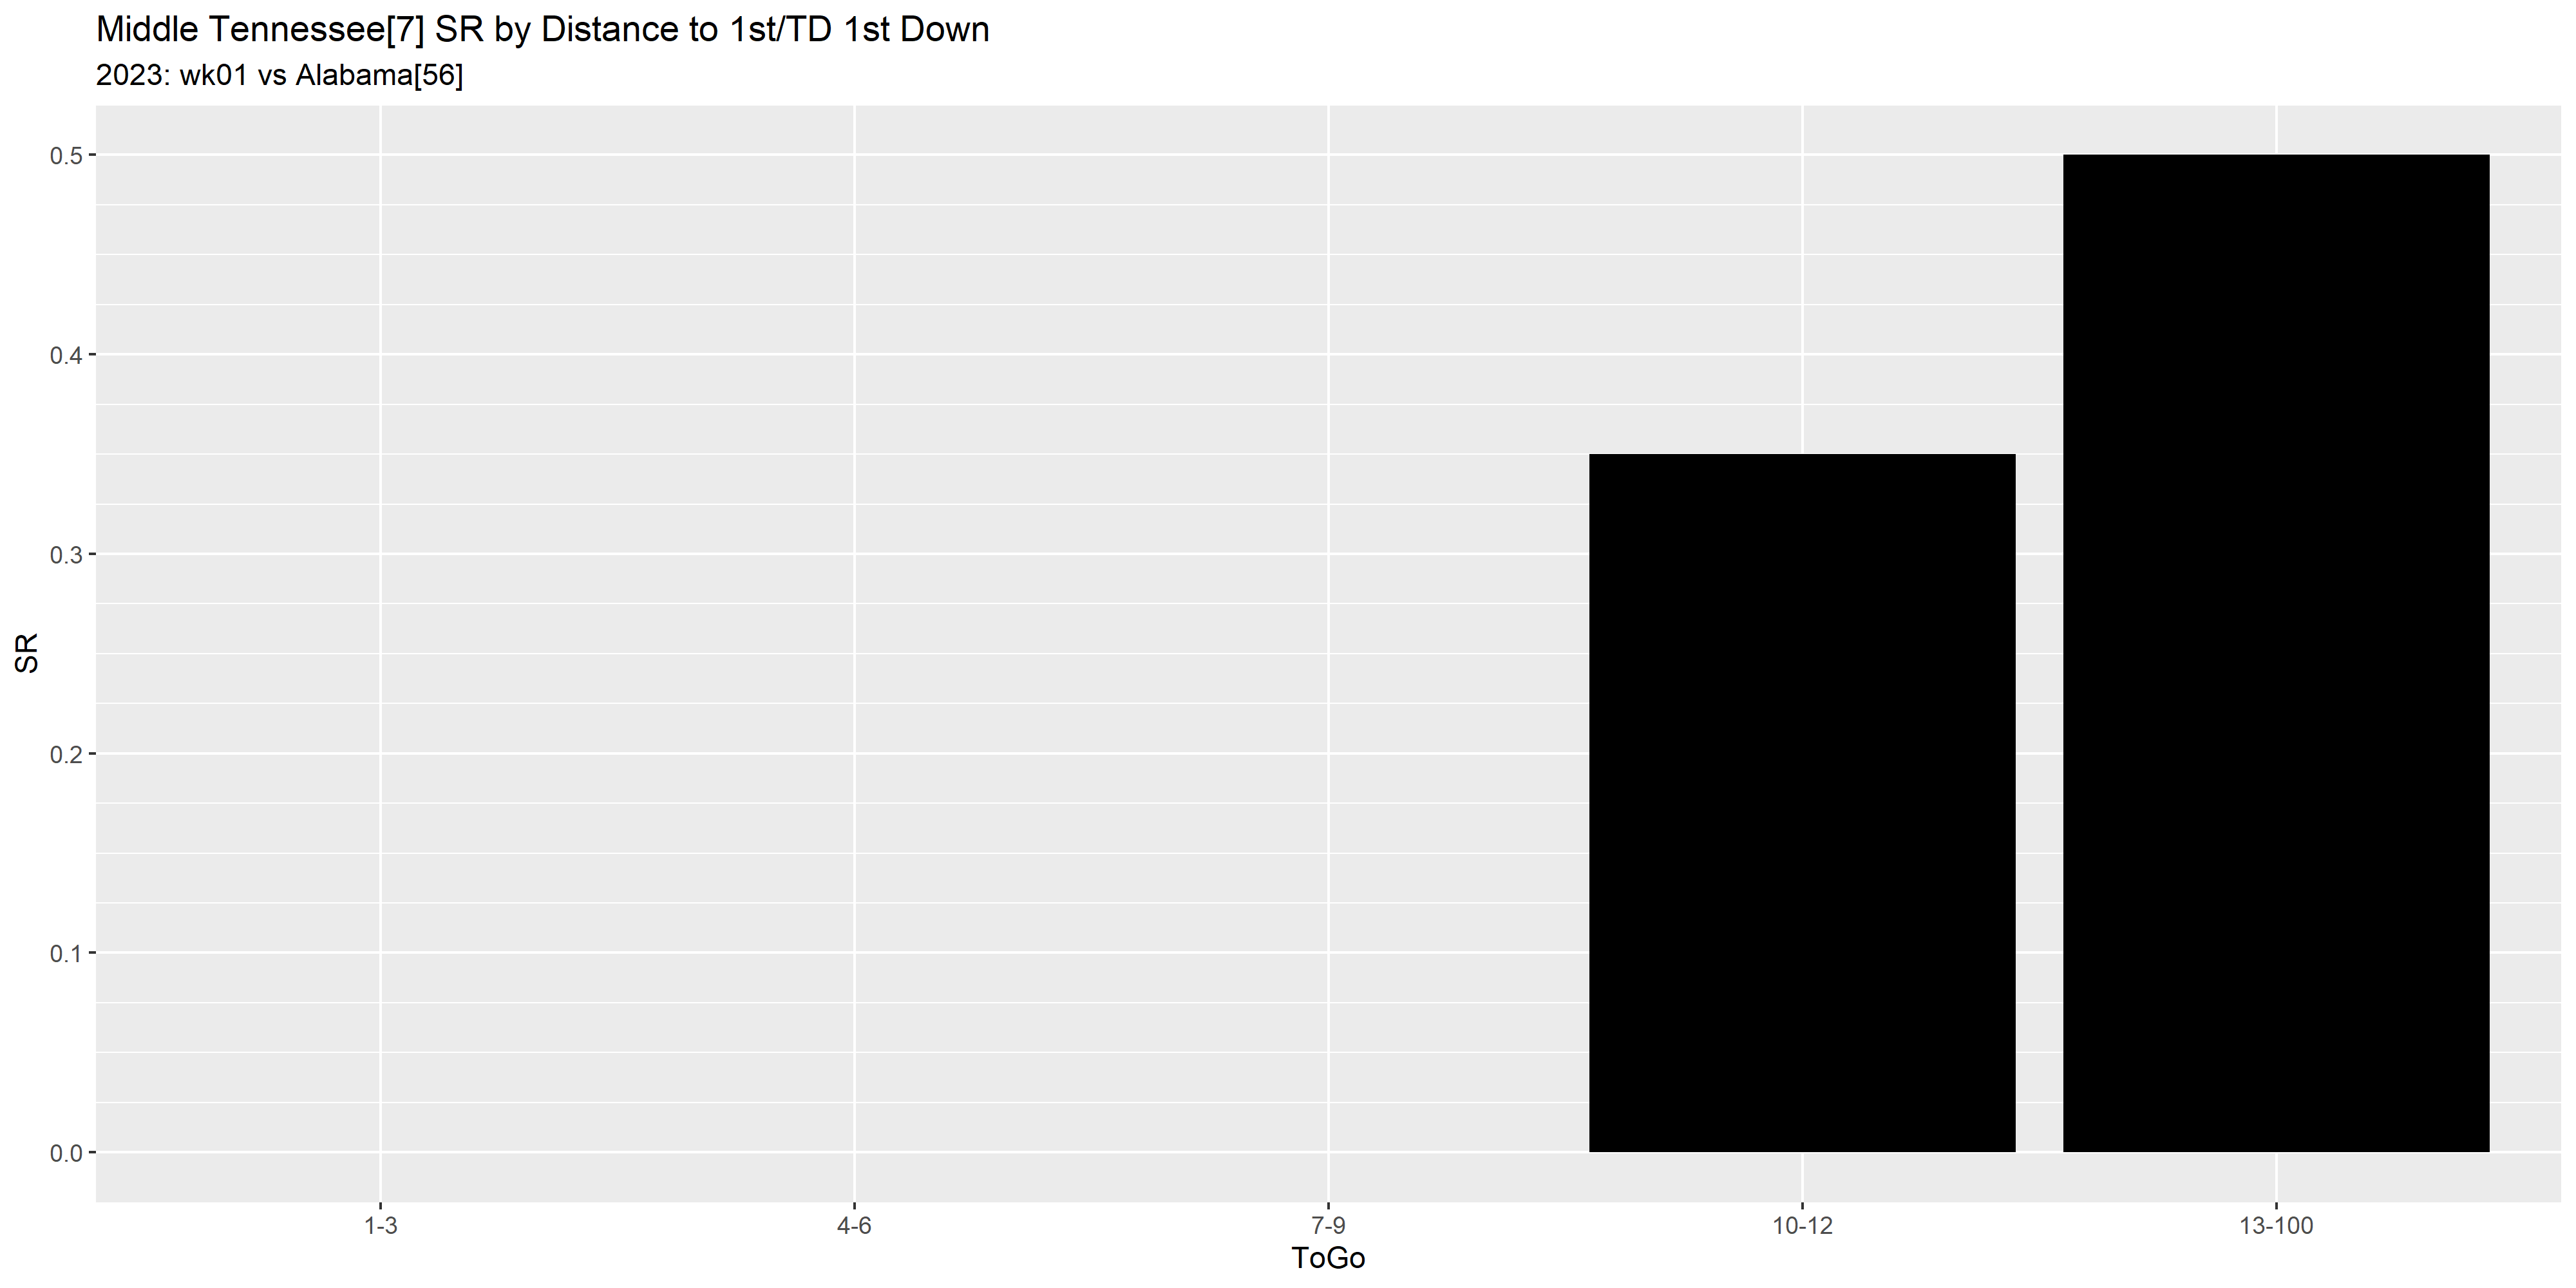 Middle Tennessee[7] SR by Distance to 1st/TD 1st Down
2023: wk01 vs Alabama[56]
0.5
0.4
0.3
0.2
0.1
0.0
SR
1-3 4-6 7-9 10-12 13-100
ToGo